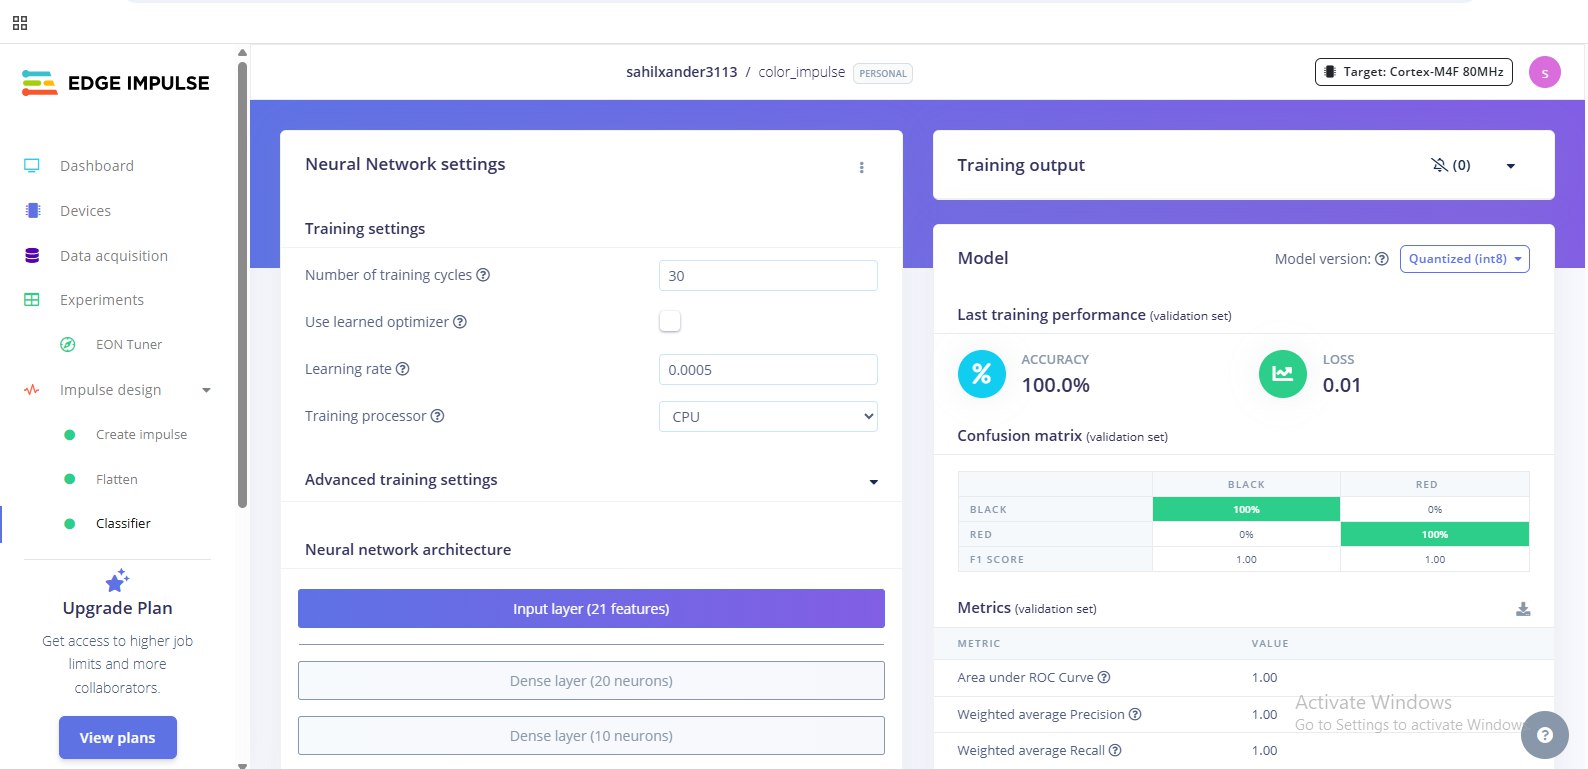 EDGE IMPULSE
Dashboard
Devices
Data acquisition
Experiments
EON Tuner
Impulse design
Create impulse
Flatten
Classifier
Upgrade Plan
Get access to higher job
limits and more
collaborators.
View plans
sahilxander3113 / color_impulse PERSONAL
Target: Cortex-M4F 80MHz
s
Neural Network settings
Training settings
Number of training cycles ? 30
Use learned optimizer ?
Learning rate ? 0.0005
Training processor ? CPU
Advanced training settings
Neural network architecture
Input layer (21 features)
Dense layer (20 neurons)
Dense layer (10 neurons)
Training output (0)
Model Model version: ? Quantized (int8)
Last training performance (validation set)
% ACCURACY
100.0%
LOSS
0.01
Confusion matrix (validation set)
BLACK RED
BLACK 100% 0%
RED 0% 100%
F1 SCORE 1.00 1.00
Metrics (validation set)
METRIC VALUE
Area under ROC Curve ? 1.00
Weighted average Precision ? 1.00
Weighted average Recall ? 1.00
Activate Windows
Go to Settings to activate Windows
?